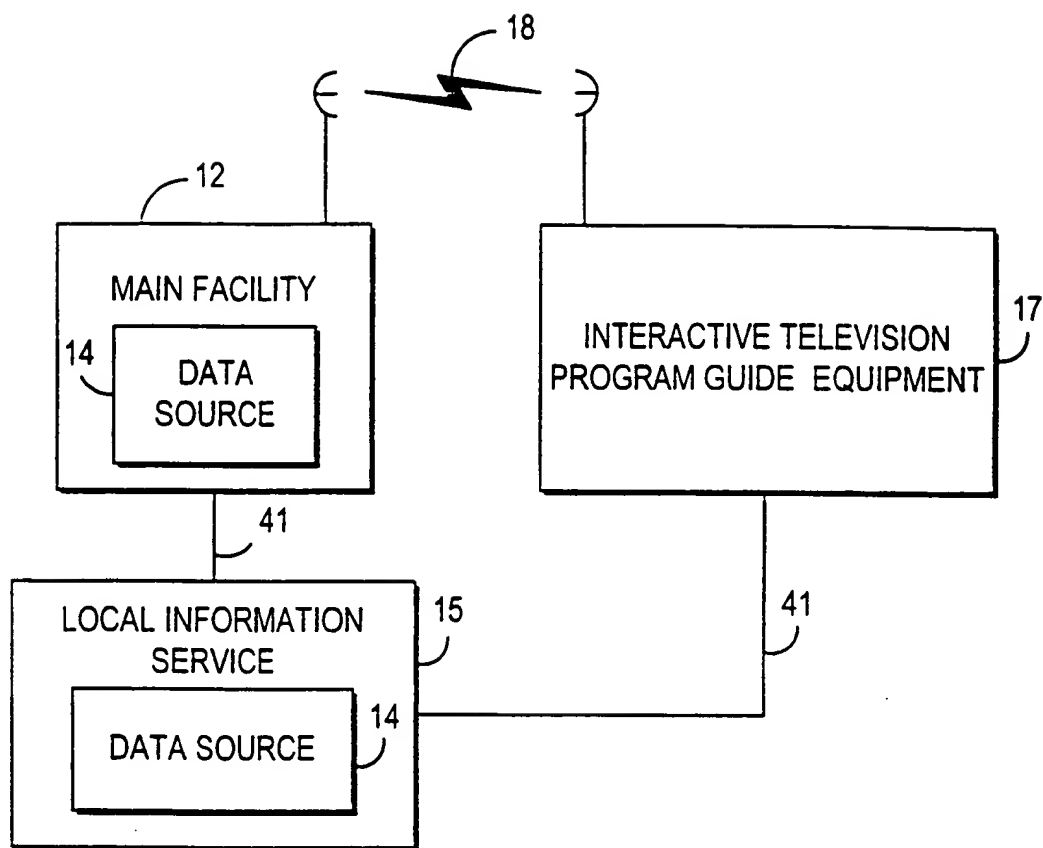 18
12
MAIN FACILITY
14
DATA
SOURCE
INTERACTIVE TELEVISION
PROGRAM GUIDE EQUIPMENT
17
41
LOCAL INFORMATION
SERVICE
15
41
14
DATA SOURCE